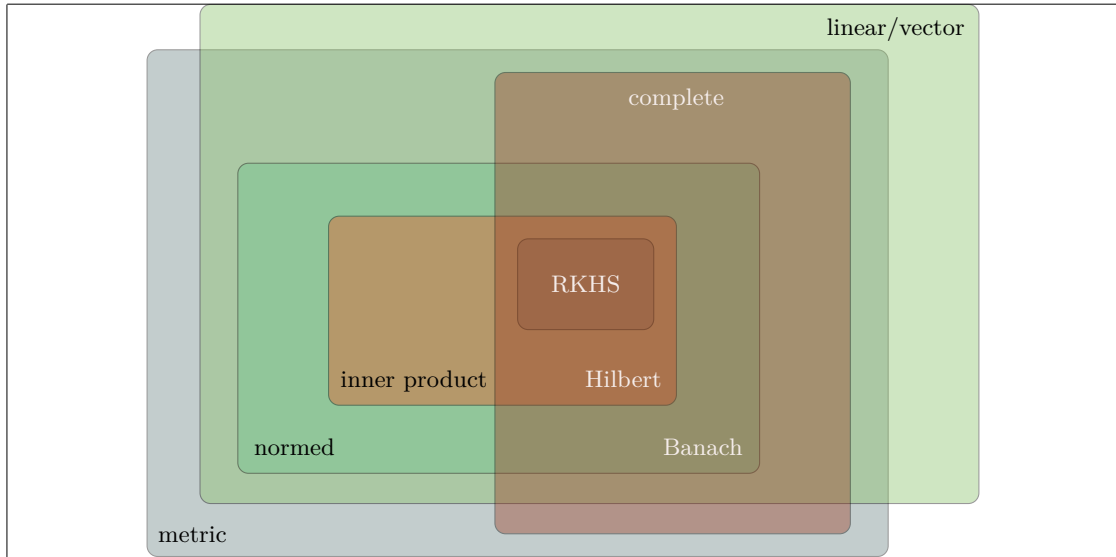 linear/vector
complete
RKHS
inner product
Hilbert
normed
Banach
metric